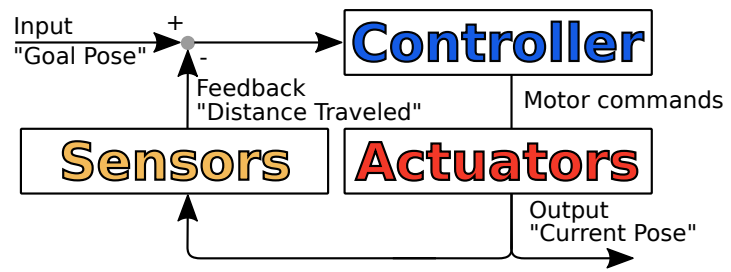 Input
"Goal Pose"
+
-
Controller
Feedback
"Distance Traveled"
Motor commands
Sensors
Actuators
Output
"Current Pose"